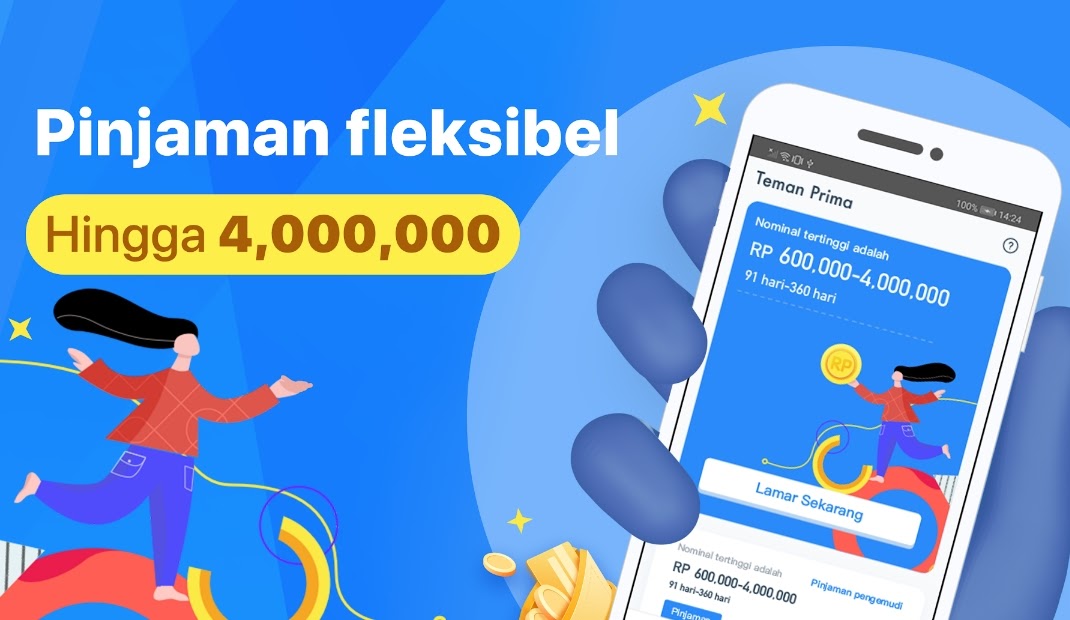 Pinjaman fleksibel
Hingga 4,000,000
100% 14:24
Teman Prima
?
Nominal tertinggi adalah
RP 600,000-4,000,000
91 hari-360 hari
RP
Lamar Sekarang
Nominal tertinggi adalah
RP 600,000-4,000,000
Pinjaman pengemudi
91 hari-360 hari
Pinjaman